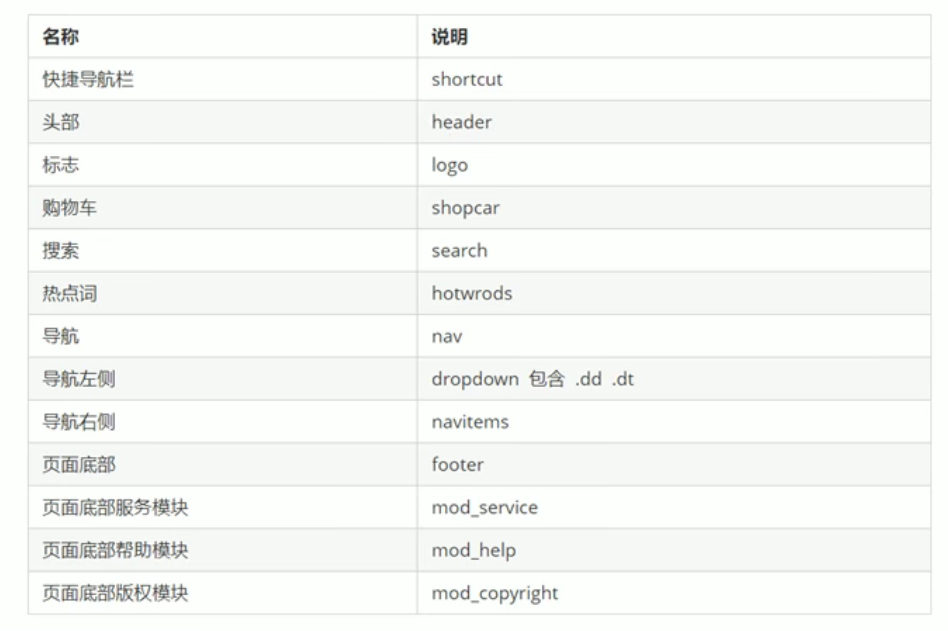 名称 说明
快捷导航栏 shortcut
头部 header
标志 logo
购物车 shopcar
搜索 search
热点词 hotwrods
导航 nav
导航左侧 dropdown 包含 .dd .dt
导航右侧 navitems
页面底部 footer
页面底部服务模块 mod_service
页面底部帮助模块 mod_help
页面底部版权模块 mod_copyright